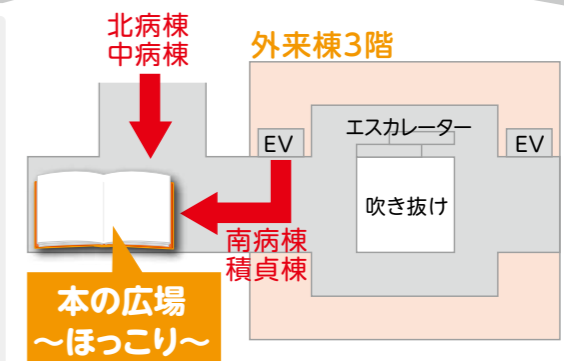 北病棟
中病棟
外来棟3階
エスカレーター
EV
EV
吹き抜け
南病棟
積貞棟
本の広場
～ほっこり～